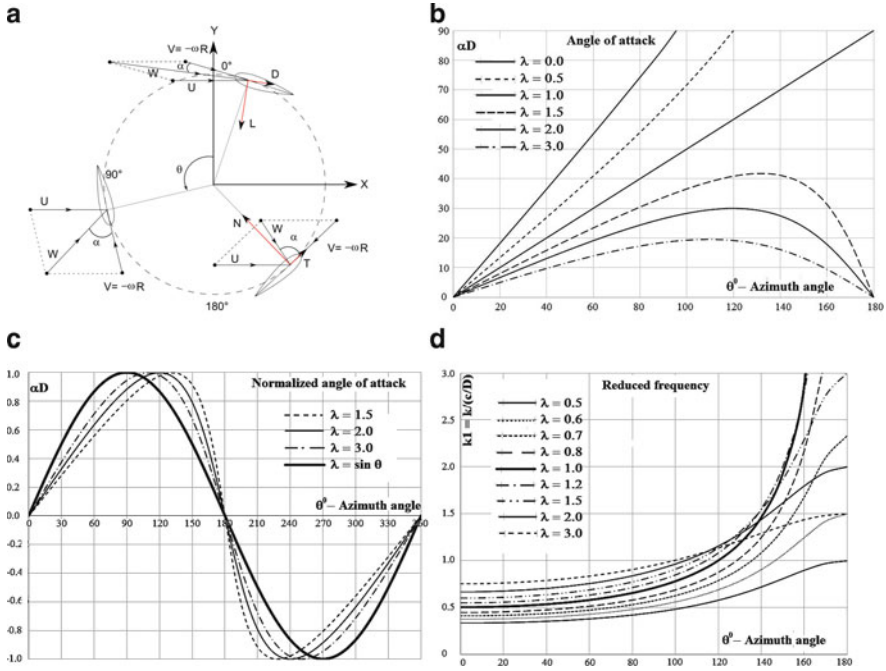 a
Y
V= -ωR
α
0°
D
W
U
L
θ
X
90°
U
W
α
V= -ωR
N
W
α
V= -ωR
U
T
180°
b
90
αD
Angle of attack
80
λ = 0.0
70
λ = 0.5
60
λ = 1.0
50
λ = 1.5
λ = 2.0
40
λ = 3.0
30
20
10
0
θ⁰– Azimuth angle
0 20 40 60 80 100 120 140 160 180
c
1.0
αD
Normalized angle of attack
0.8
λ = 1.5
0.6
λ = 2.0
0.4
λ = 3.0
0.2
λ = sin θ
0.0
θ⁰– Azimuth angle
0 30 60 90 120 150 180 210 240 270 300 330 360
-0.2
-0.4
-0.6
-0.8
-1.0
d
3.0
k1 = k/(c/D)
Reduced frequency
2.5
λ = 0.5
λ = 0.6
λ = 0.7
2.0
λ = 0.8
λ = 1.0
1.5
λ = 1.2
λ = 1.5
λ = 2.0
1.0
λ = 3.0
0.5
θ⁰– Azimuth angle
0.0
0 20 40 60 80 100 120 140 160 180